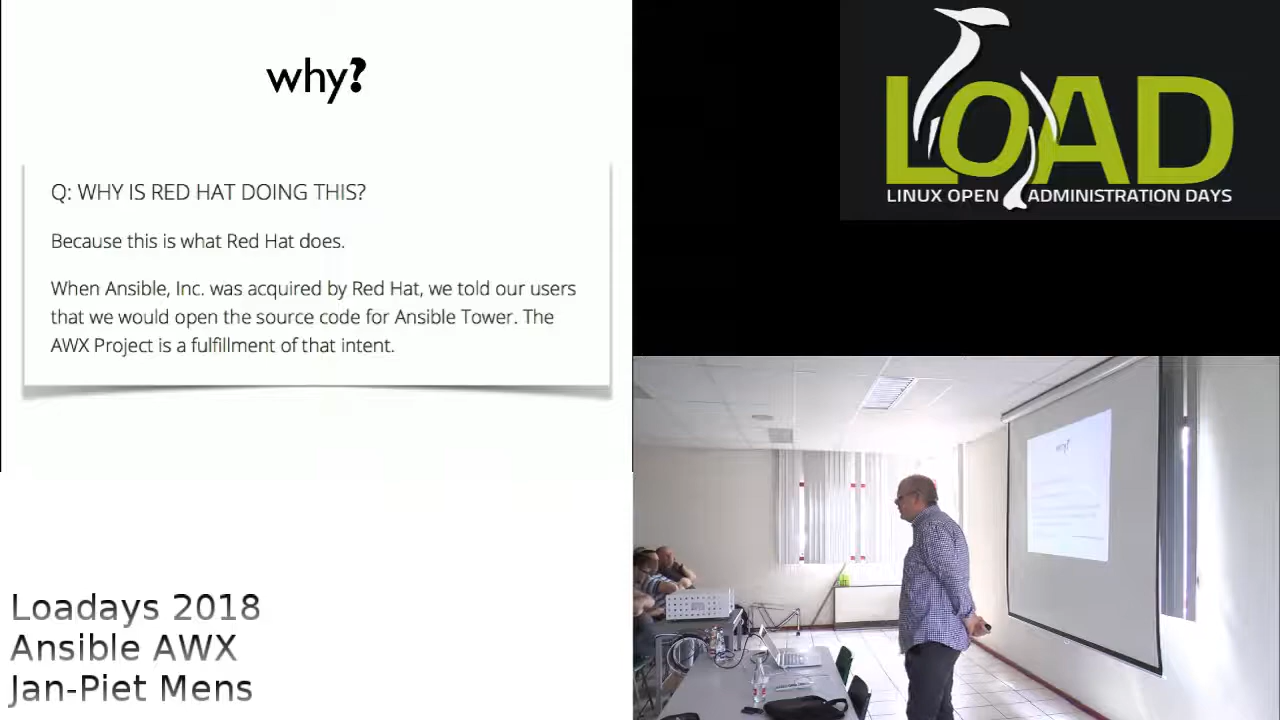 why?
Q: WHY IS RED HAT DOING THIS?
Because this is what Red Hat does.
When Ansible, Inc. was acquired by Red Hat, we told our users
that we would open the source code for Ansible Tower. The
AWX Project is a fulfillment of that intent.
LOAD
LINUX OPEN ADMINISTRATION DAYS
why?
Loadays 2018
Ansible AWX
Jan-Piet Mens